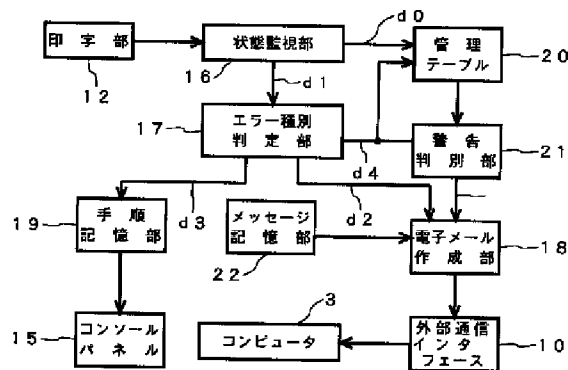 印字部
12
状態監視部
16
d0
管理
テーブル
20
d1
17
エラー種別
判定部
d4
警告
判別部
21
d3
d2
19
手順
記憶部
メッセージ
記憶部
22
電子メール
作成部
18
3
15
コンソール
パネル
コンピュータ
外部通信
インタ
フェース
10